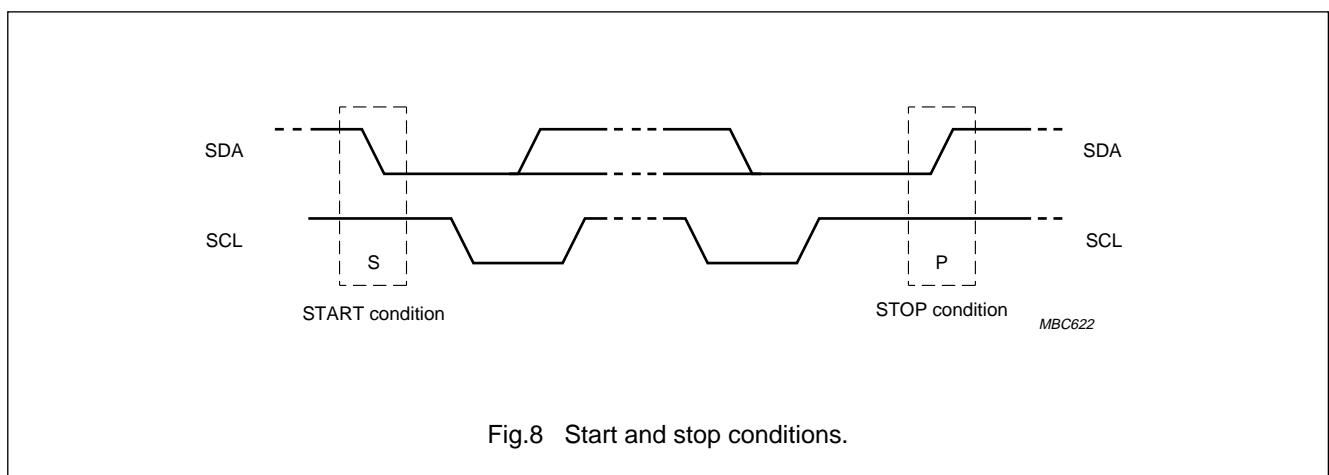 SDA
SDA
SCL
SCL
S
P
START condition
STOP condition
MBC622
Fig.8 Start and stop conditions.